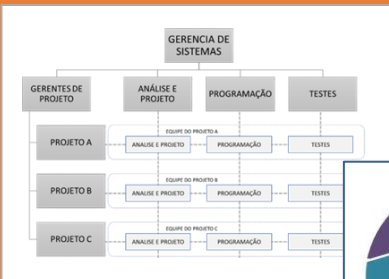 GERENCIA DE
SISTEMAS
GERENTES DE
PROJETO
ANÁLISE E
PROJETO
PROGRAMAÇÃO
TESTES
EQUIPE DO PROJETO A
PROJETO A
ANALISE E PROJETO
PROGRAMAÇÃO
TESTES
EQUIPE DO PROJETO B
PROJETO B
ANALISE E PROJETO
PROGRAMAÇÃO
TESTES
EQUIPE DO PROJETO C
PROJETO C
ANALISE E PROJETO
PROGRAMAÇÃO
TESTES